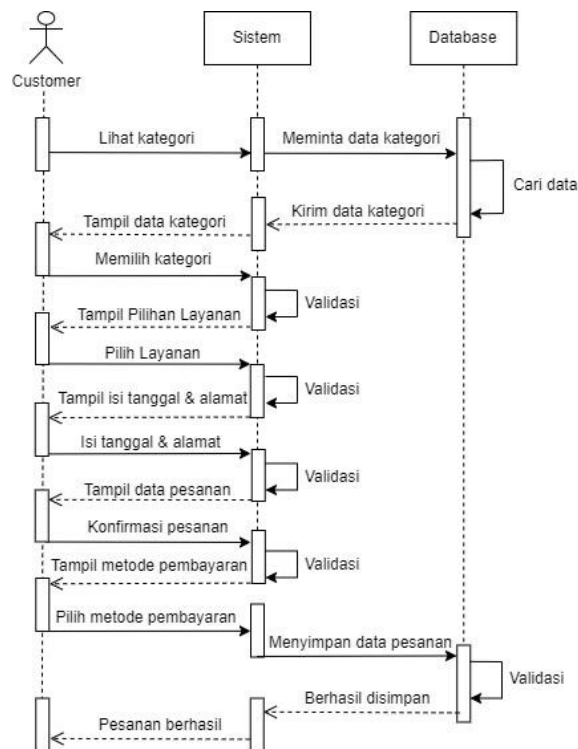 Sistem
Database
Customer
Lihat kategori
Meminta data kategori
Cari data
Kirim data kategori
Tampil data kategori
Memilih kategori
Validasi
Tampil Pilihan Layanan
Pilih Layanan
Validasi
Tampil isi tanggal & alamat
Isi tanggal & alamat
Validasi
Tampil data pesanan
Konfirmasi pesanan
Validasi
Tampil metode pembayaran
Pilih metode pembayaran
Menyimpan data pesanan
Validasi
Berhasil disimpan
Pesanan berhasil